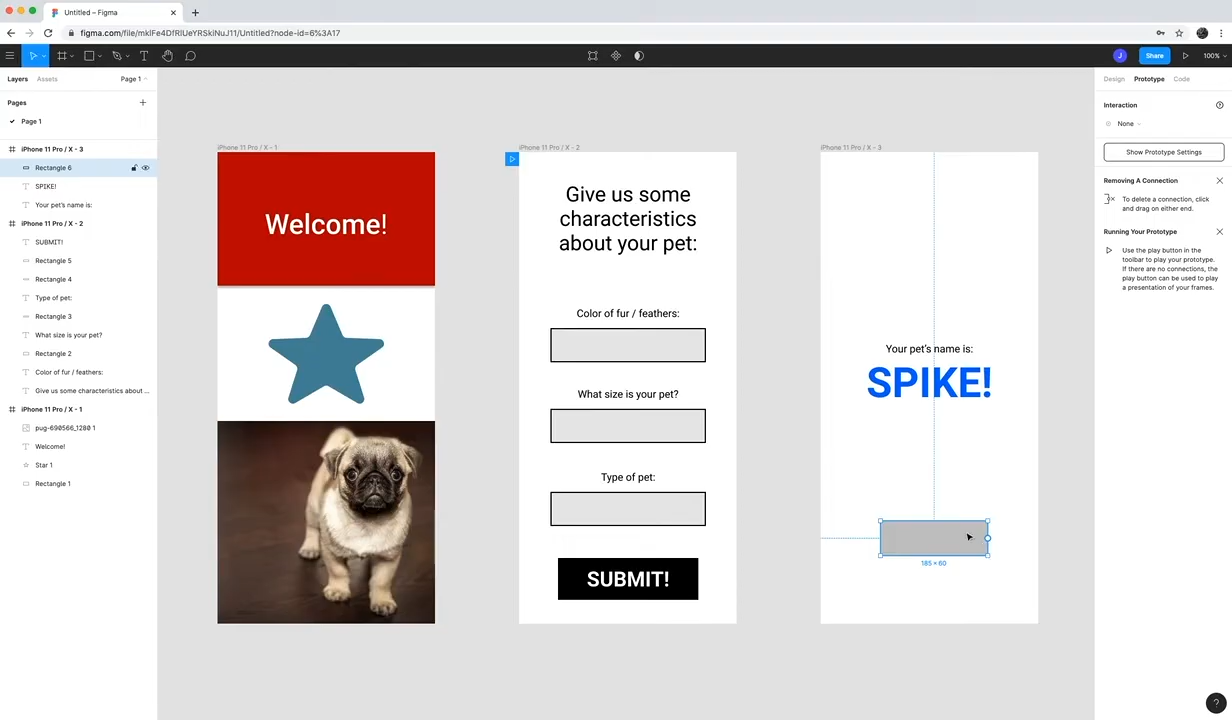 Untitled – Figma
figma.com/file/mklFe4DfRlUeYRSkiNuJ11/Untitled?node-id=6%3A17
J
Share
100%
Layers
Assets
Page 1
Design
Prototype
Code
Pages
Page 1
Interaction
None
Show Prototype Settings
Removing A Connection
To delete a connection, click
and drag on either end.
Running Your Prototype
Use the play button in the
toolbar to play your prototype.
If there are no connections, the
play button can be used to play
a presentation of your frames.
iPhone 11 Pro / X - 3
Rectangle 6
SPIKE!
Your pet's name is:
iPhone 11 Pro / X - 2
SUBMIT!
Rectangle 5
Rectangle 4
Type of pet:
Rectangle 3
What size is your pet?
Rectangle 2
Color of fur / feathers:
Give us some characteristics about ...
iPhone 11 Pro / X - 1
pug-690566_1280 1
Welcome!
Star 1
Rectangle 1
iPhone 11 Pro / X - 1
Welcome!
iPhone 11 Pro / X - 2
Give us some
characteristics
about your pet:
Color of fur / feathers:
What size is your pet?
Type of pet:
SUBMIT!
iPhone 11 Pro / X - 3
Your pet's name is:
SPIKE!
185 × 60
?